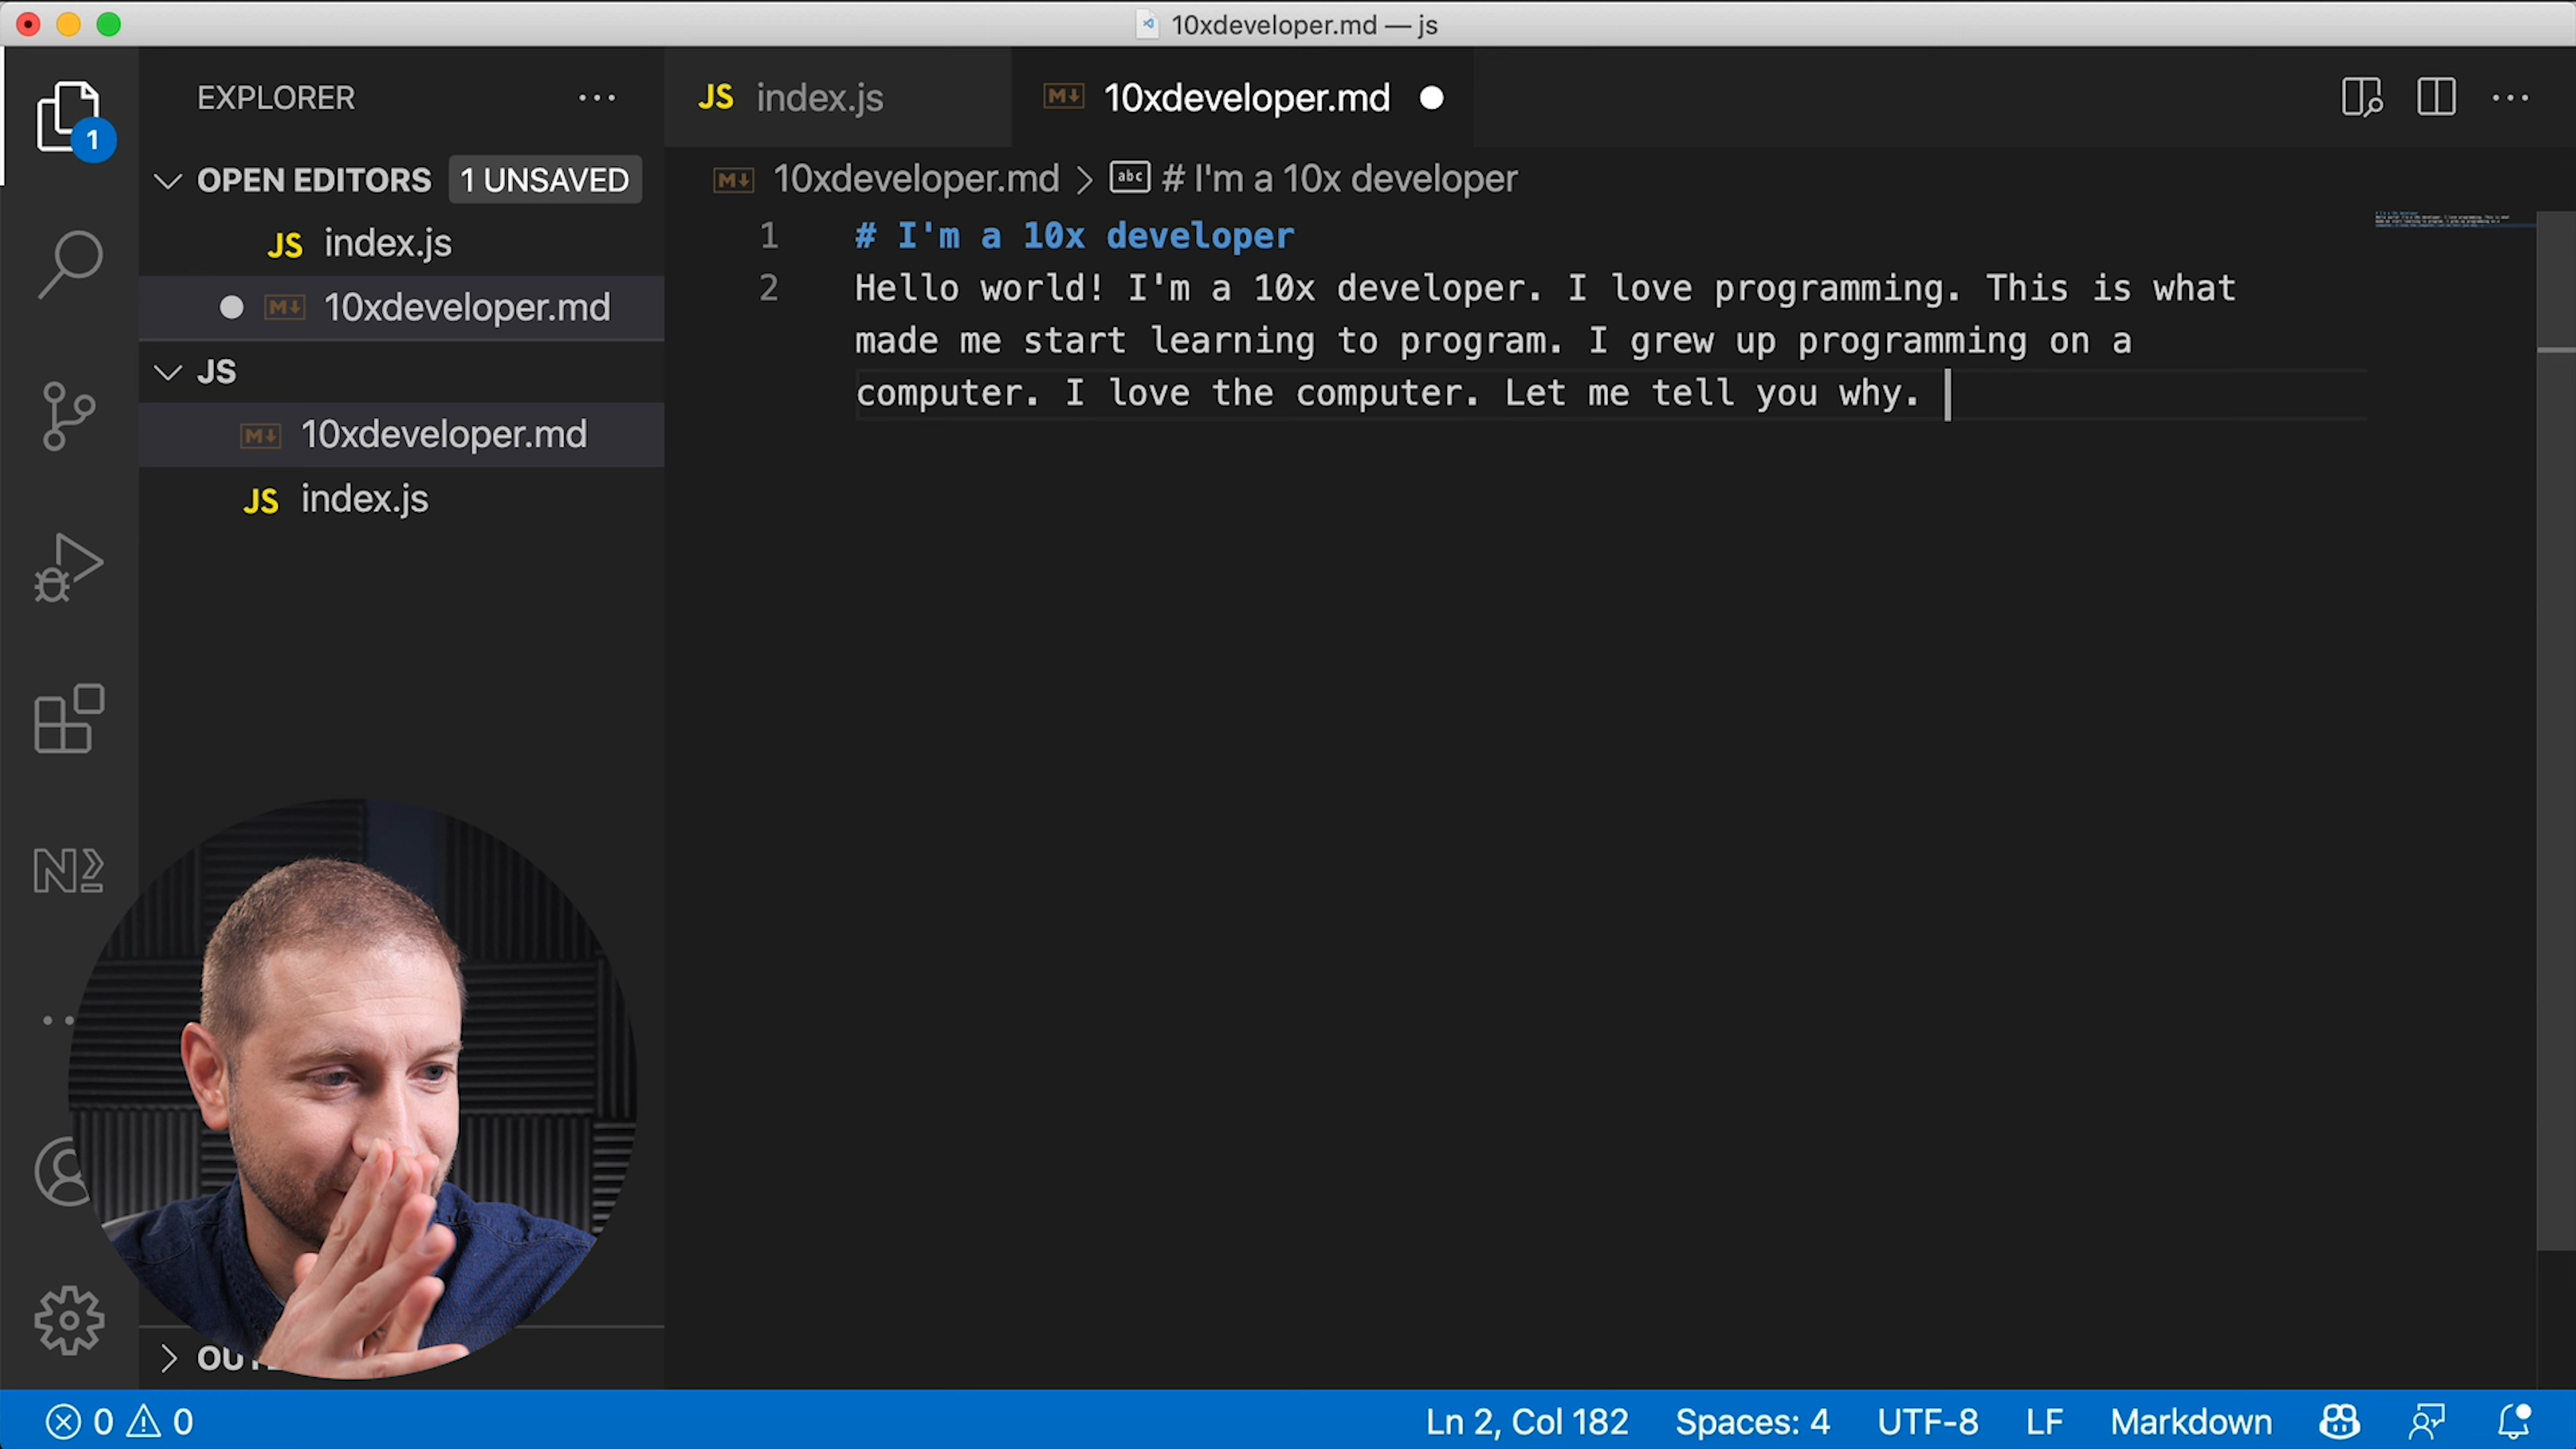 10xdeveloper.md — js
EXPLORER
1
OPEN EDITORS 1 UNSAVED
JS index.js
M↓ 10xdeveloper.md
JS
M↓ 10xdeveloper.md
JS index.js
JS index.js
M↓ 10xdeveloper.md
M↓ 10xdeveloper.md > abc # I'm a 10x developer
1 # I'm a 10x developer
2 Hello world! I'm a 10x developer. I love programming. This is what
made me start learning to program. I grew up programming on a
computer. I love the computer. Let me tell you why.
0 0
Ln 2, Col 182 Spaces: 4 UTF-8 LF Markdown